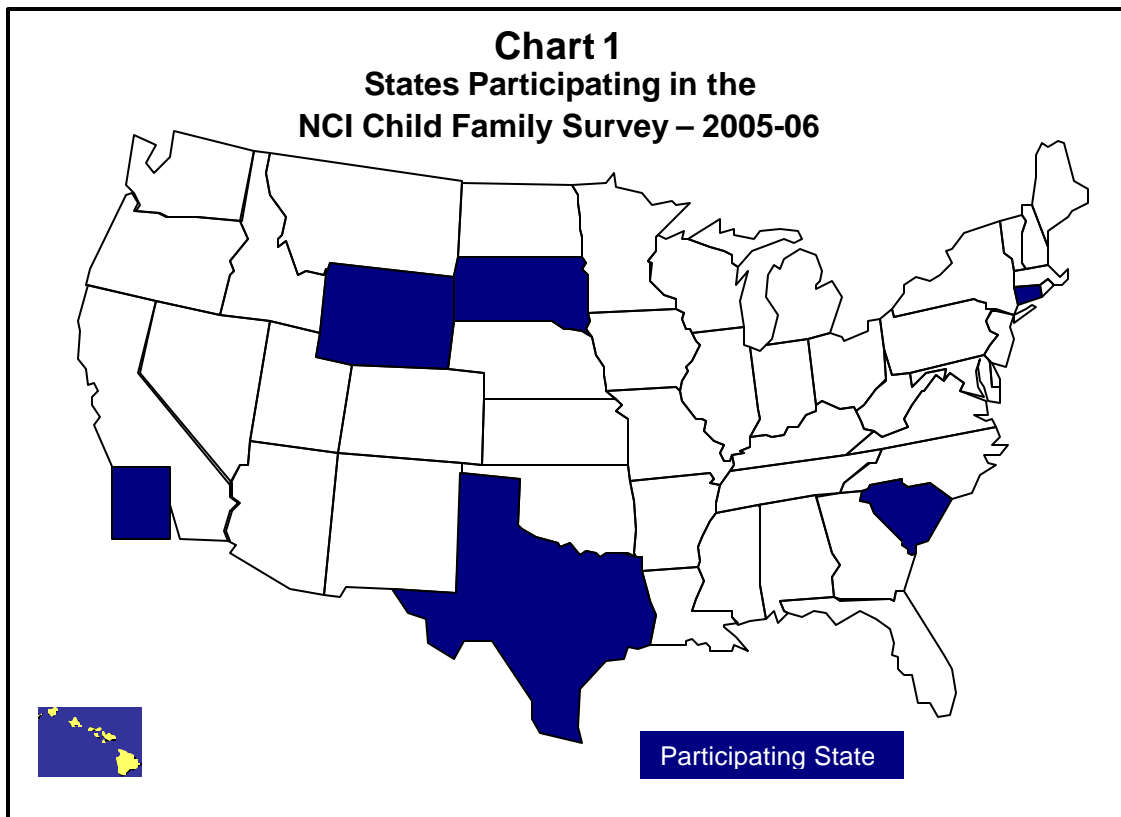 Chart 1
States Participating in the
NCI Child Family Survey – 2005-06
Participating State